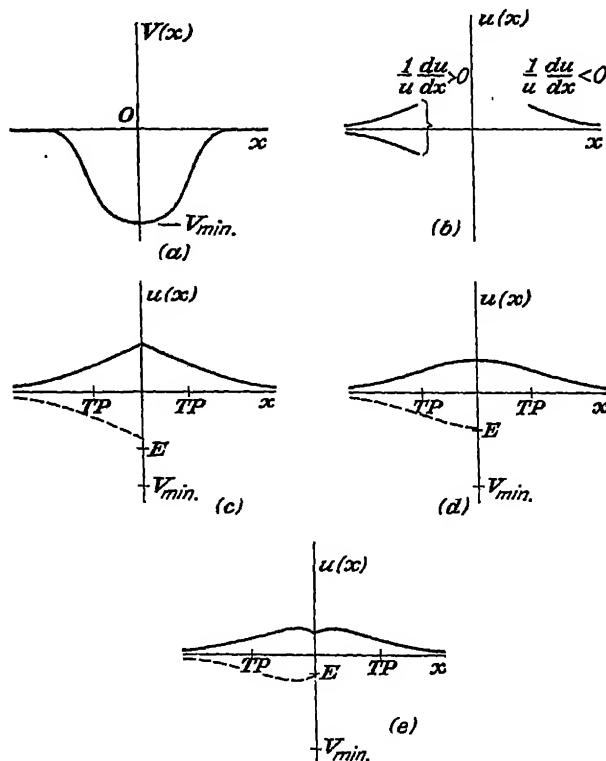 V(x)
O
x
V_min.
(a)
u(x)
1/u du/dx >0
1/u du/dx <0
x
(b)
u(x)
TP
TP
x
E
V_min.
(c)
u(x)
TP
TP
x
E
V_min.
(d)
u(x)
TP
E
TP
x
V_min.
(e)